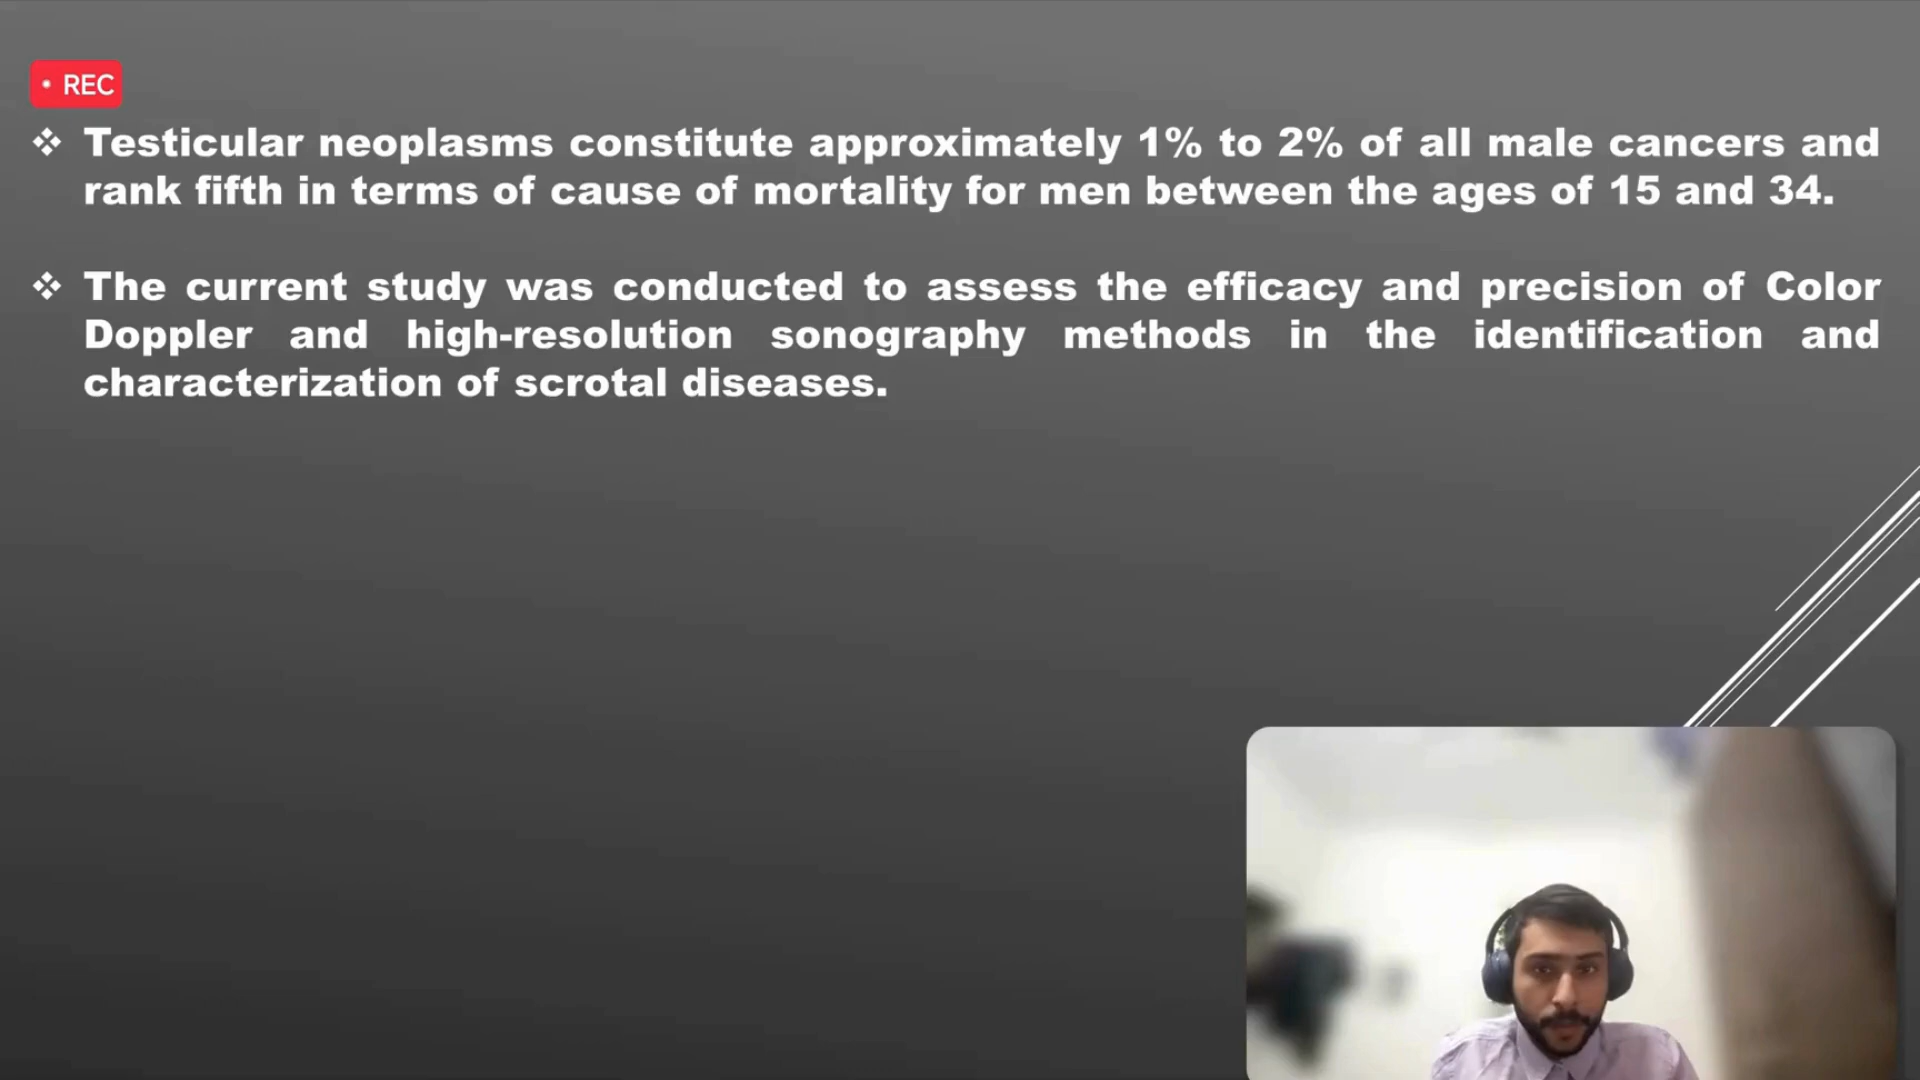 • REC
❖ Testicular neoplasms constitute approximately 1% to 2% of all male cancers and
rank fifth in terms of cause of mortality for men between the ages of 15 and 34.
❖ The current study was conducted to assess the efficacy and precision of Color
Doppler and high-resolution sonography methods in the identification and
characterization of scrotal diseases.